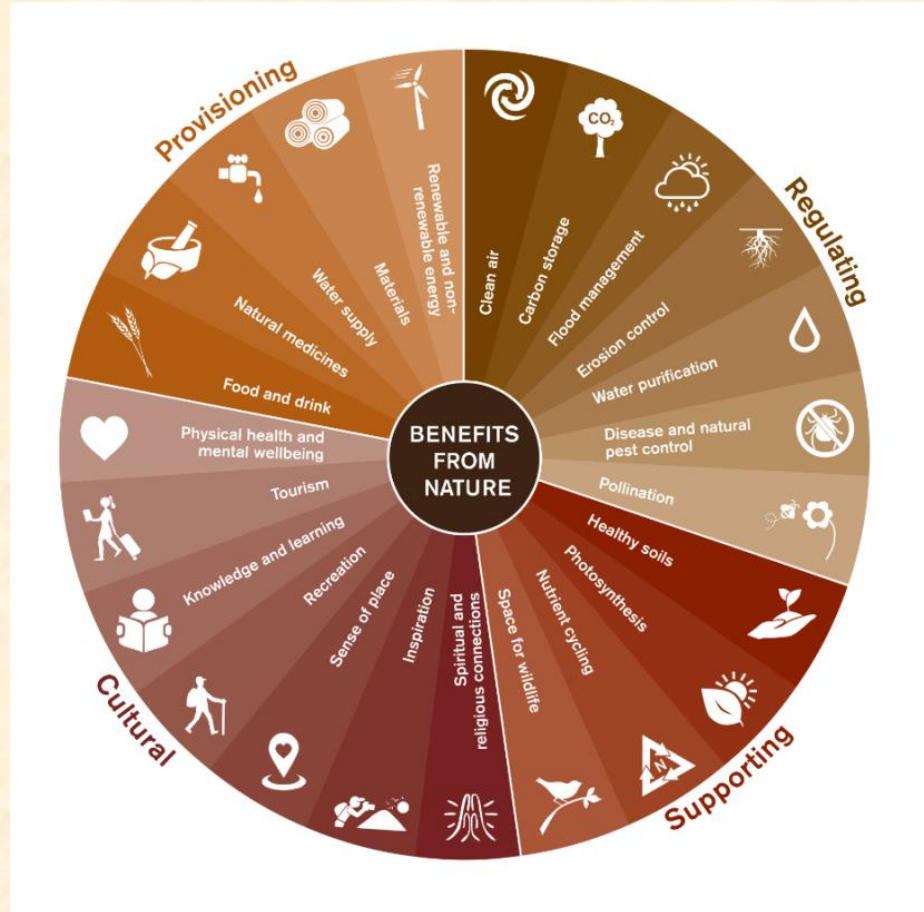 BENEFITS
FROM
NATURE
Provisioning
Food and drink
Natural medicines
Water supply
Materials
Renewable and non-
renewable energy
Regulating
Clean air
CO₂
Carbon storage
Flood management
Erosion control
Water purification
Disease and natural
pest control
Pollination
Supporting
Healthy soils
Photosynthesis
Nutrient cycling
N
Space for wildlife
Cultural
Spiritual and
religious connections
Inspiration
Sense of place
Recreation
Knowledge and learning
Tourism
Physical health and
mental wellbeing